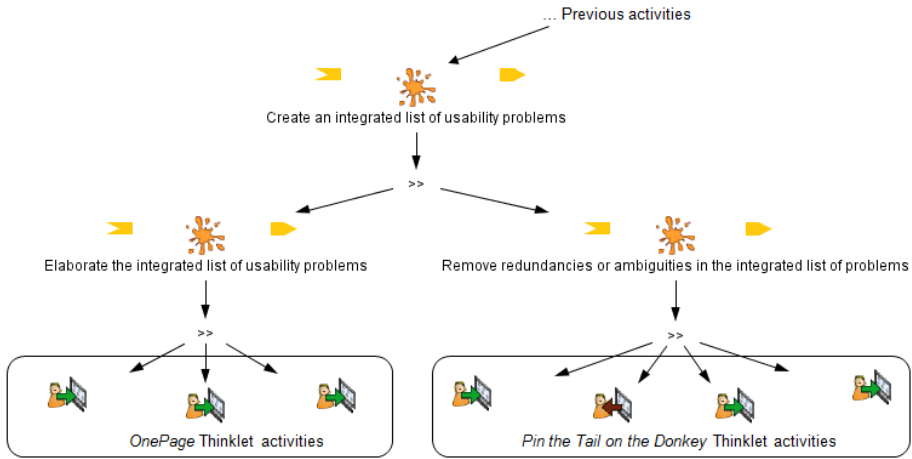 ... Previous activities
Create an integrated list of usability problems
>>
Elaborate the integrated list of usability problems
Remove redundancies or ambiguities in the integrated list of problems
>>
>>
OnePage Thinklet activities
Pin the Tail on the Donkey Thinklet activities